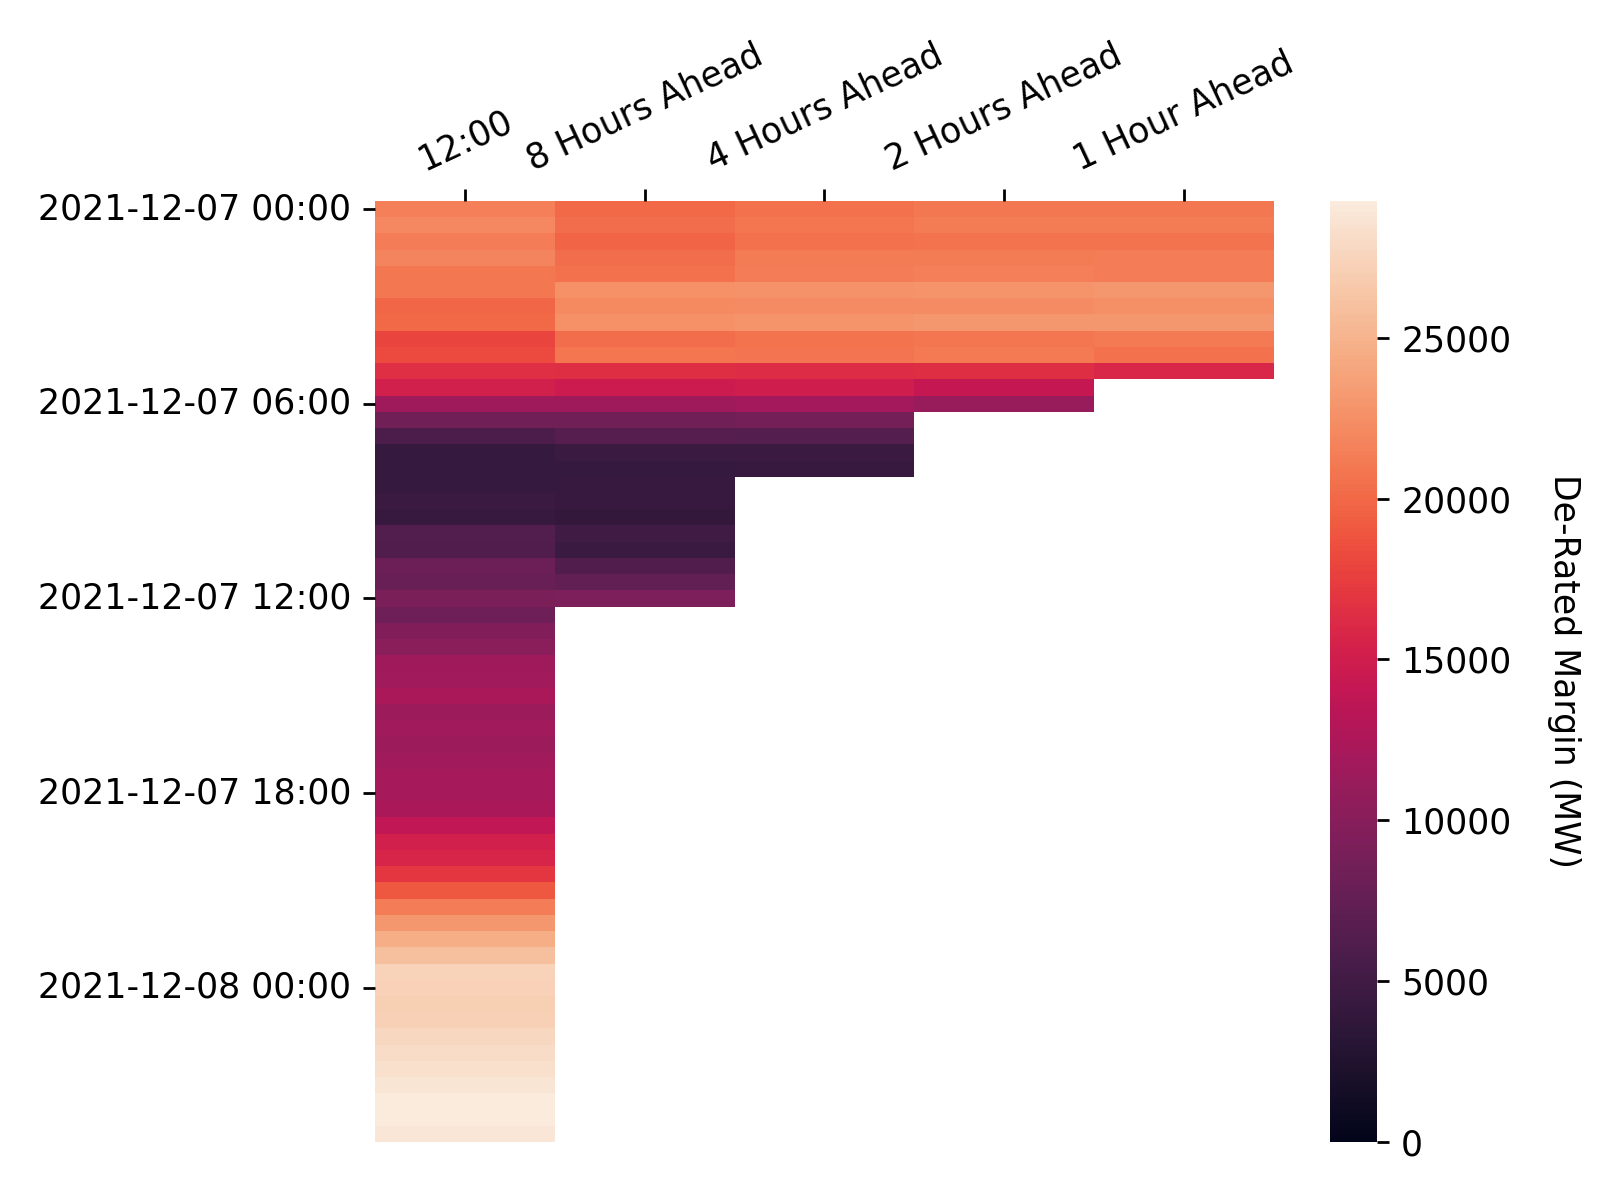 12:00
8 Hours Ahead
4 Hours Ahead
2 Hours Ahead
1 Hour Ahead
2021-12-07 00:00
2021-12-07 06:00
2021-12-07 12:00
2021-12-07 18:00
2021-12-08 00:00
25000
20000
15000
10000
5000
0
De-Rated Margin (MW)